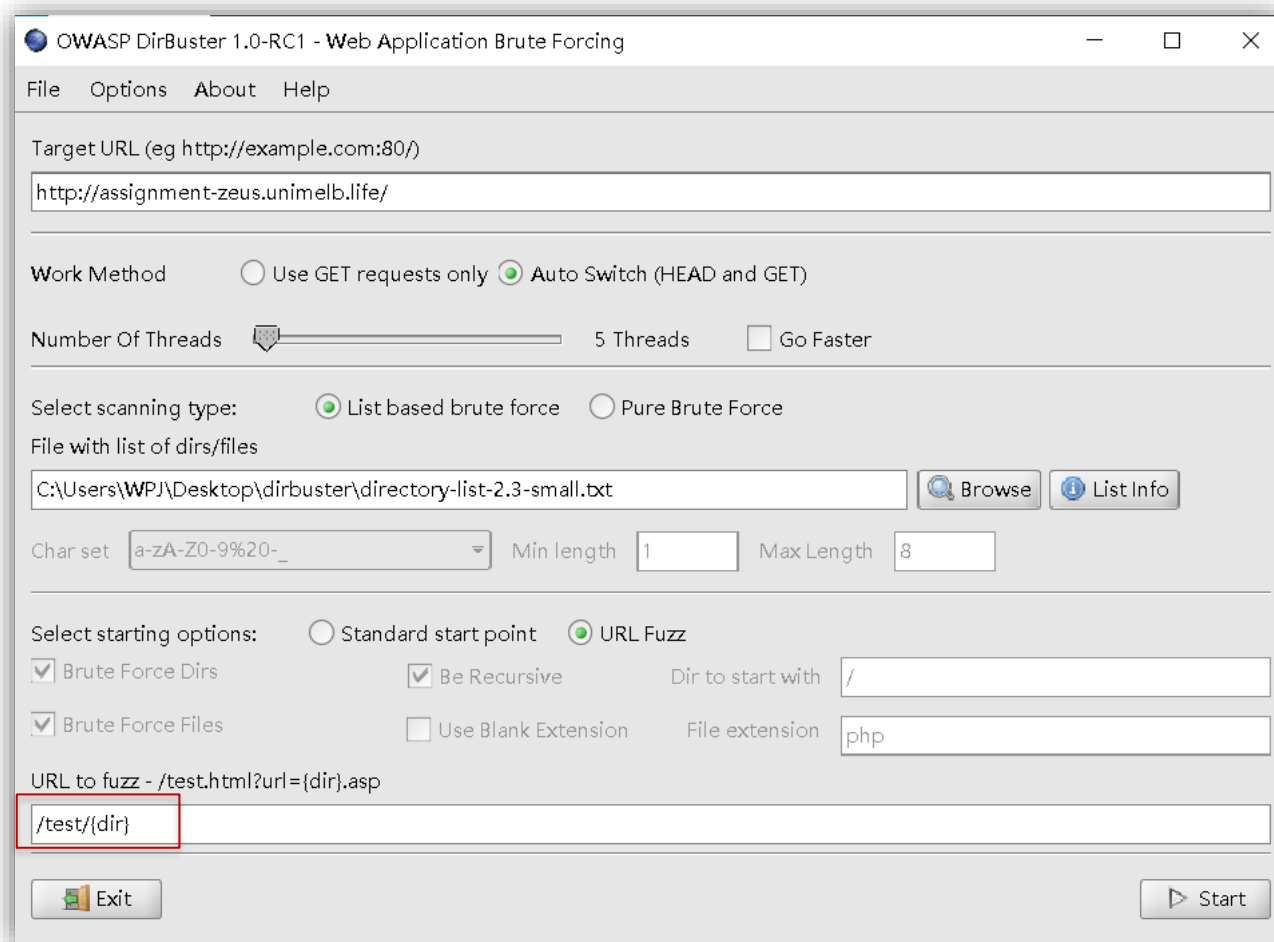 OWASP DirBuster 1.0-RC1 - Web Application Brute Forcing
File Options About Help
Target URL (eg http://example.com:80/)
http://assignment-zeus.unimelb.life/
Work Method Use GET requests only Auto Switch (HEAD and GET)
Number Of Threads 5 Threads Go Faster
Select scanning type: List based brute force Pure Brute Force
File with list of dirs/files
C:\Users\WPJ\Desktop\dirbuster\directory-list-2.3-small.txt Browse List Info
Char set a-zA-Z0-9%20-_ Min length 1 Max Length 8
Select starting options: Standard start point URL Fuzz
Brute Force Dirs Be Recursive Dir to start with /
Brute Force Files Use Blank Extension File extension php
URL to fuzz - /test.html?url={dir}.asp
/test/{dir}
Exit Start